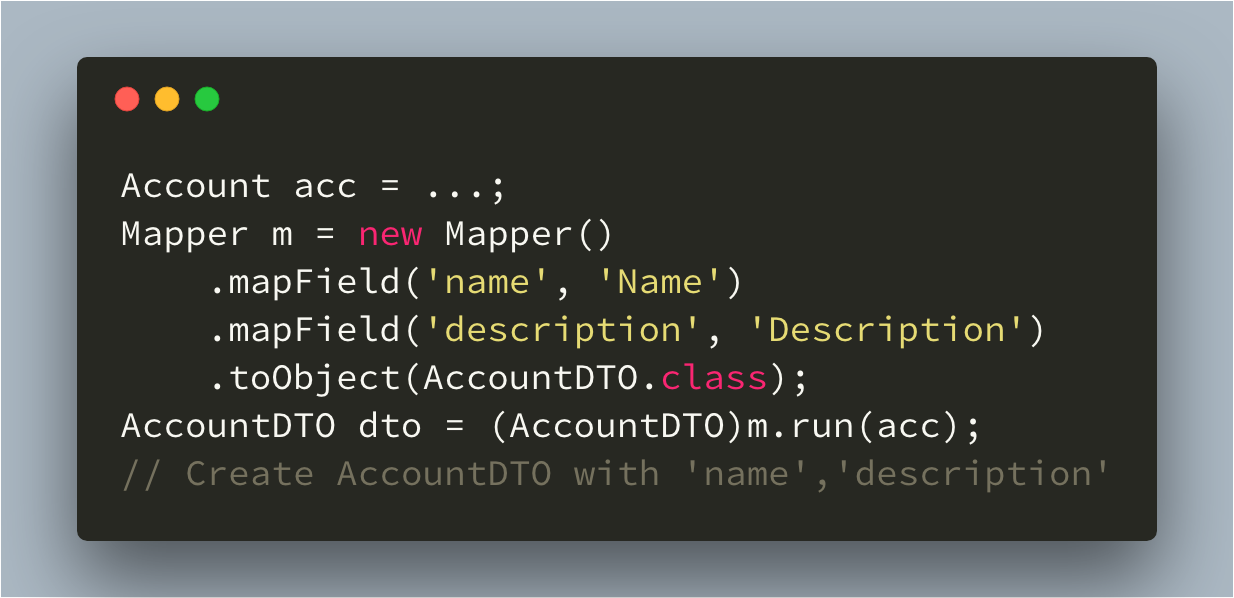 Account acc = ...;
Mapper m = new Mapper()
    .mapField('name', 'Name')
    .mapField('description', 'Description')
    .toObject(AccountDTO.class);
AccountDTO dto = (AccountDTO)m.run(acc);
// Create AccountDTO with 'name','description'